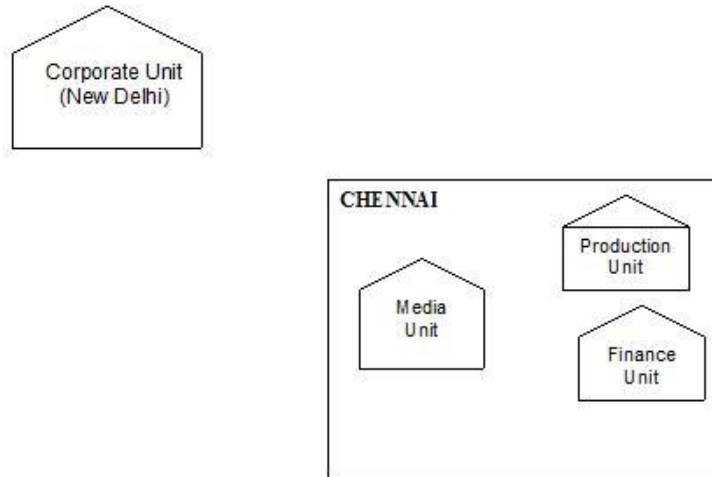 Corporate Unit
(New Delhi)
CHENNAI
Production
Unit
Media
Unit
Finance
Unit